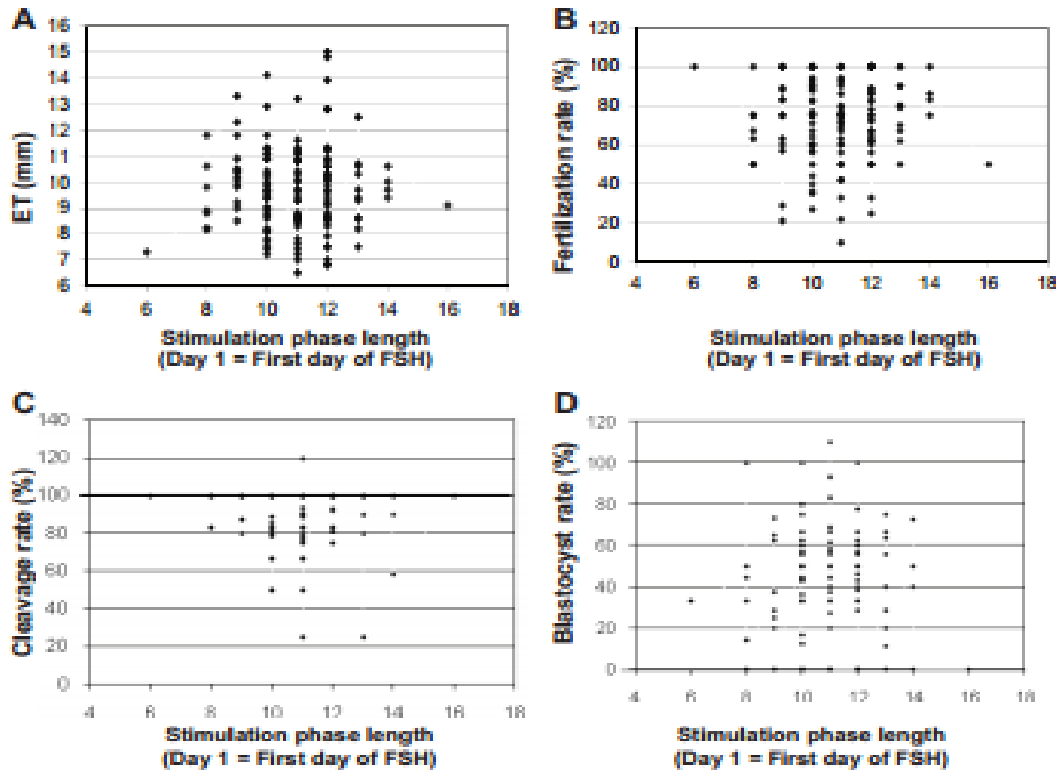 A
16
15
14
13
12
11
10
9
8
7
6
ET (mm)
4 6 8 10 12 14 16 18
Stimulation phase length
(Day 1 = First day of FSH)
B
120
100
80
60
40
20
0
Fertilization rate (%)
4 6 8 10 12 14 16 18
Stimulation phase length
(Day 1 = First day of FSH)
C
140
120
100
80
60
40
20
0
Cleavage rate (%)
4 6 8 10 12 14 16 18
Stimulation phase length
(Day 1 = First day of FSH)
D
120
100
80
60
40
20
0
Blastocyst rate (%)
4 6 8 10 12 14 16 18
Stimulation phase length
(Day 1 = First day of FSH)